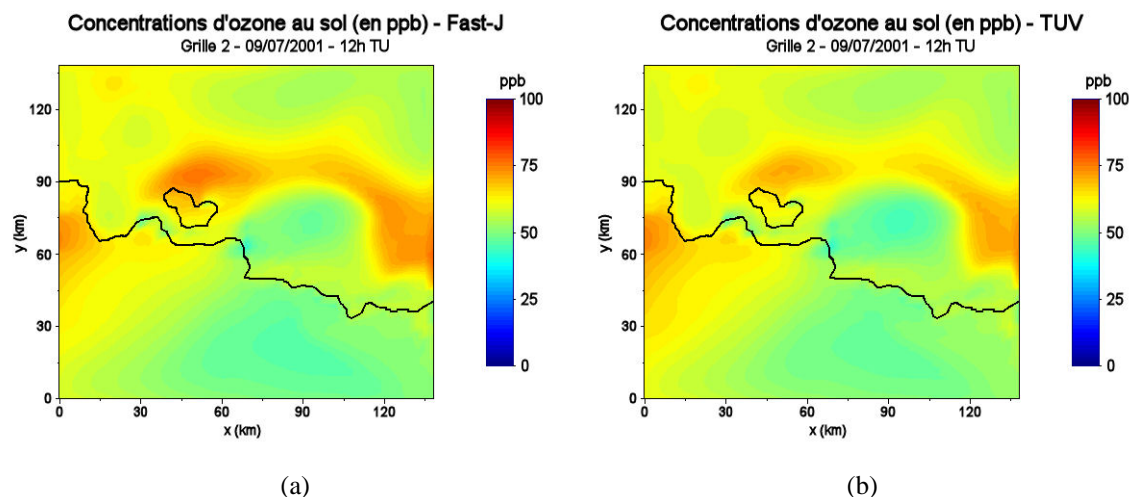 Concentrations d'ozone au sol (en ppb) - Fast-J
Grille 2 - 09/07/2001 - 12h TU
ppb
100
75
50
25
0
120
90
60
30
0
y (km)
0 30 60 90 120
x (km)
(a)
Concentrations d'ozone au sol (en ppb) - TUV
Grille 2 - 09/07/2001 - 12h TU
ppb
100
75
50
25
0
120
90
60
30
0
y (km)
0 30 60 90 120
x (km)
(b)